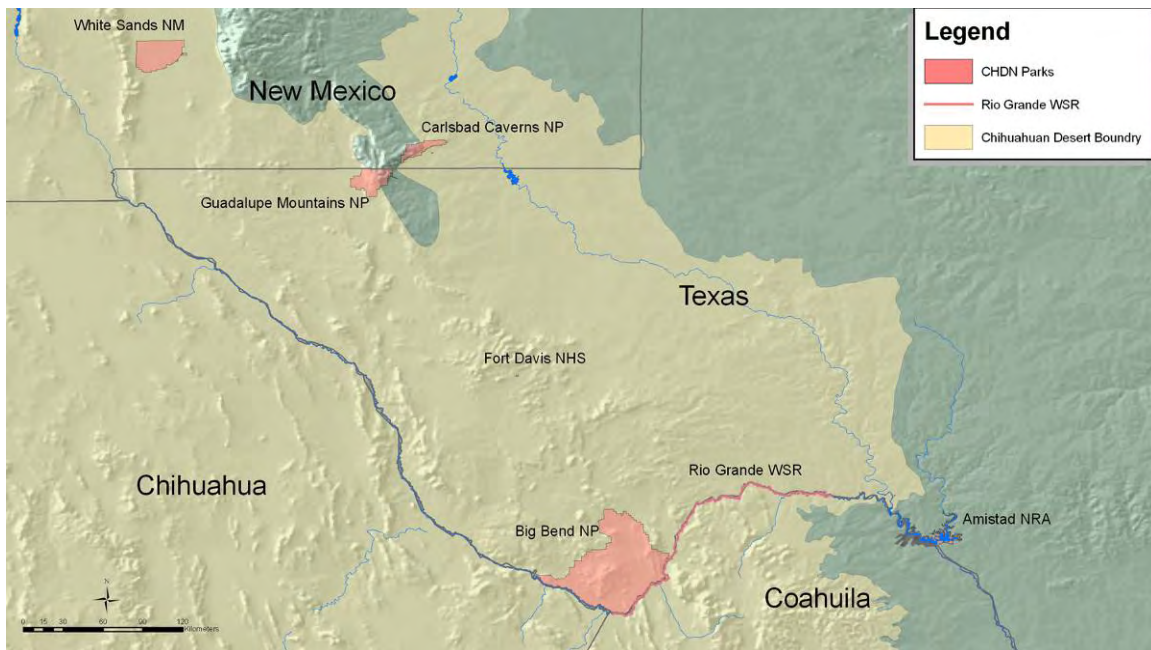 White Sands NM
New Mexico
Carlsbad Caverns NP
Guadalupe Mountains NP
Legend
CHDN Parks
Rio Grande WSR
Chihuahuan Desert Boundry
Texas
Fort Davis NHS
Chihuahua
Rio Grande WSR
Big Bend NP
Amistad NRA
Coahuila
N
0 15 30 60 90 120
Kilometers